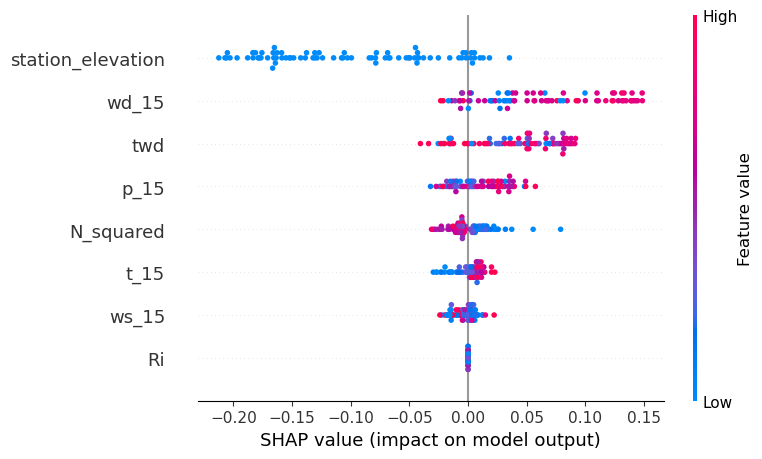 High
station_elevation
wd_15
twd
p_15
N_squared
t_15
ws_15
Ri
Feature value
Low
−0.20 −0.15 −0.10 −0.05 0.00 0.05 0.10 0.15
SHAP value (impact on model output)